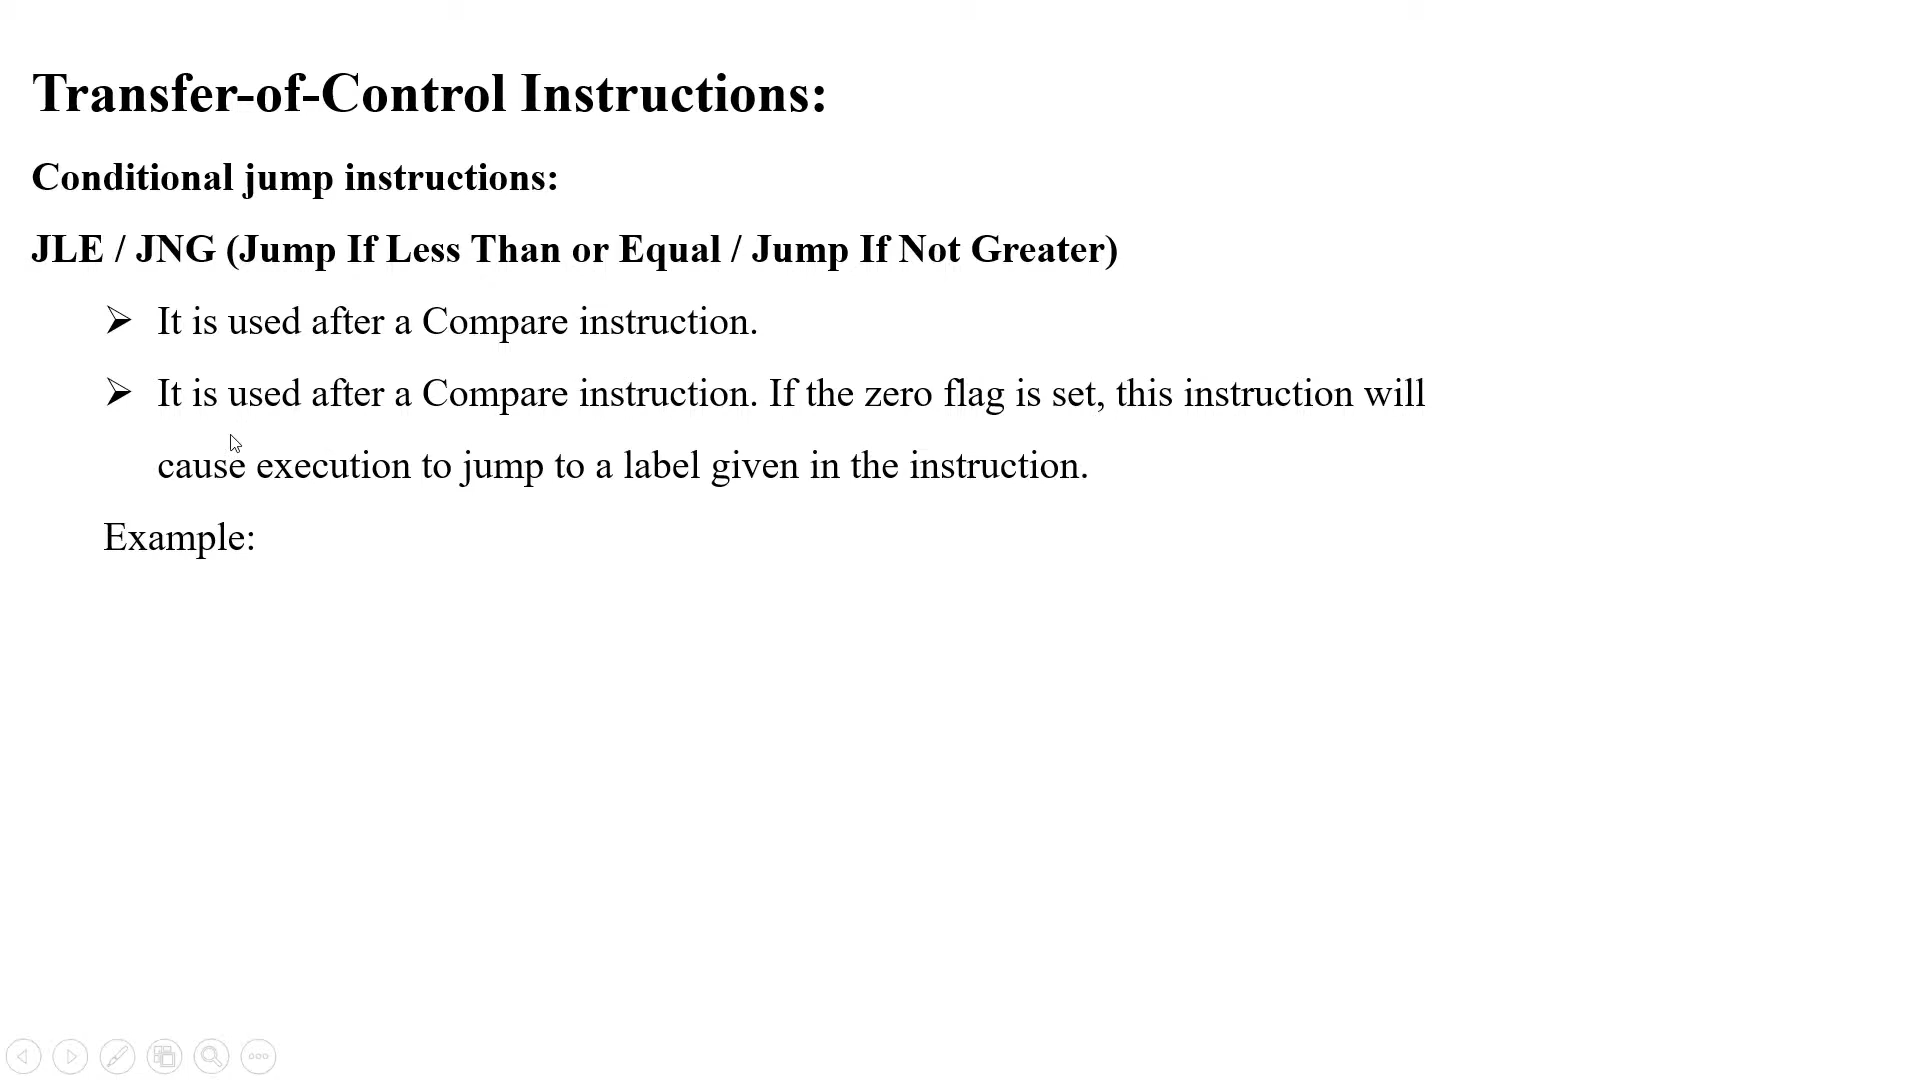 Transfer-of-Control Instructions:
Conditional jump instructions:
JLE / JNG (Jump If Less Than or Equal / Jump If Not Greater)
➢ It is used after a Compare instruction.
➢ It is used after a Compare instruction. If the zero flag is set, this instruction will
cause execution to jump to a label given in the instruction.
Example: